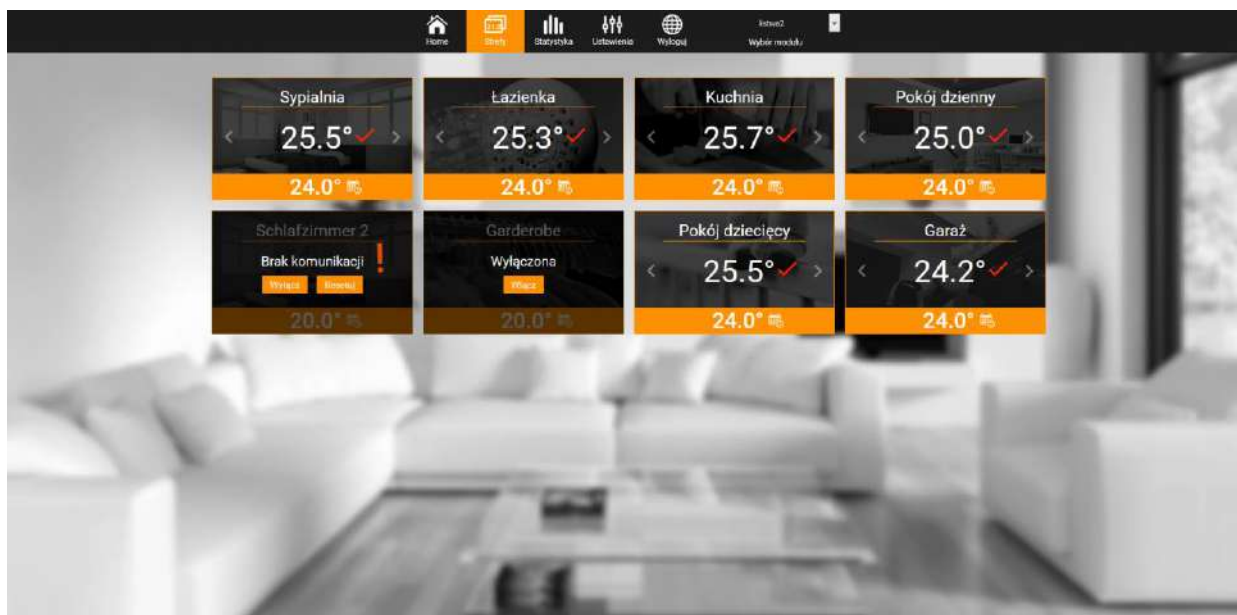 Home
Strefy
Statystyka
Ustawienia
Wyloguj
listwe2
Wybór modułu
Sypialnia
25.5°
24.0°
Łazienka
25.3°
24.0°
Kuchnia
25.7°
24.0°
Pokój dzienny
25.0°
24.0°
Schlafzimmer 2
Brak komunikacji
Wyłącz
20.0°
Garderobe
Wyłączona
Włącz
20.0°
Pokój dziecięcy
25.5°
24.0°
Garaż
24.2°
24.0°